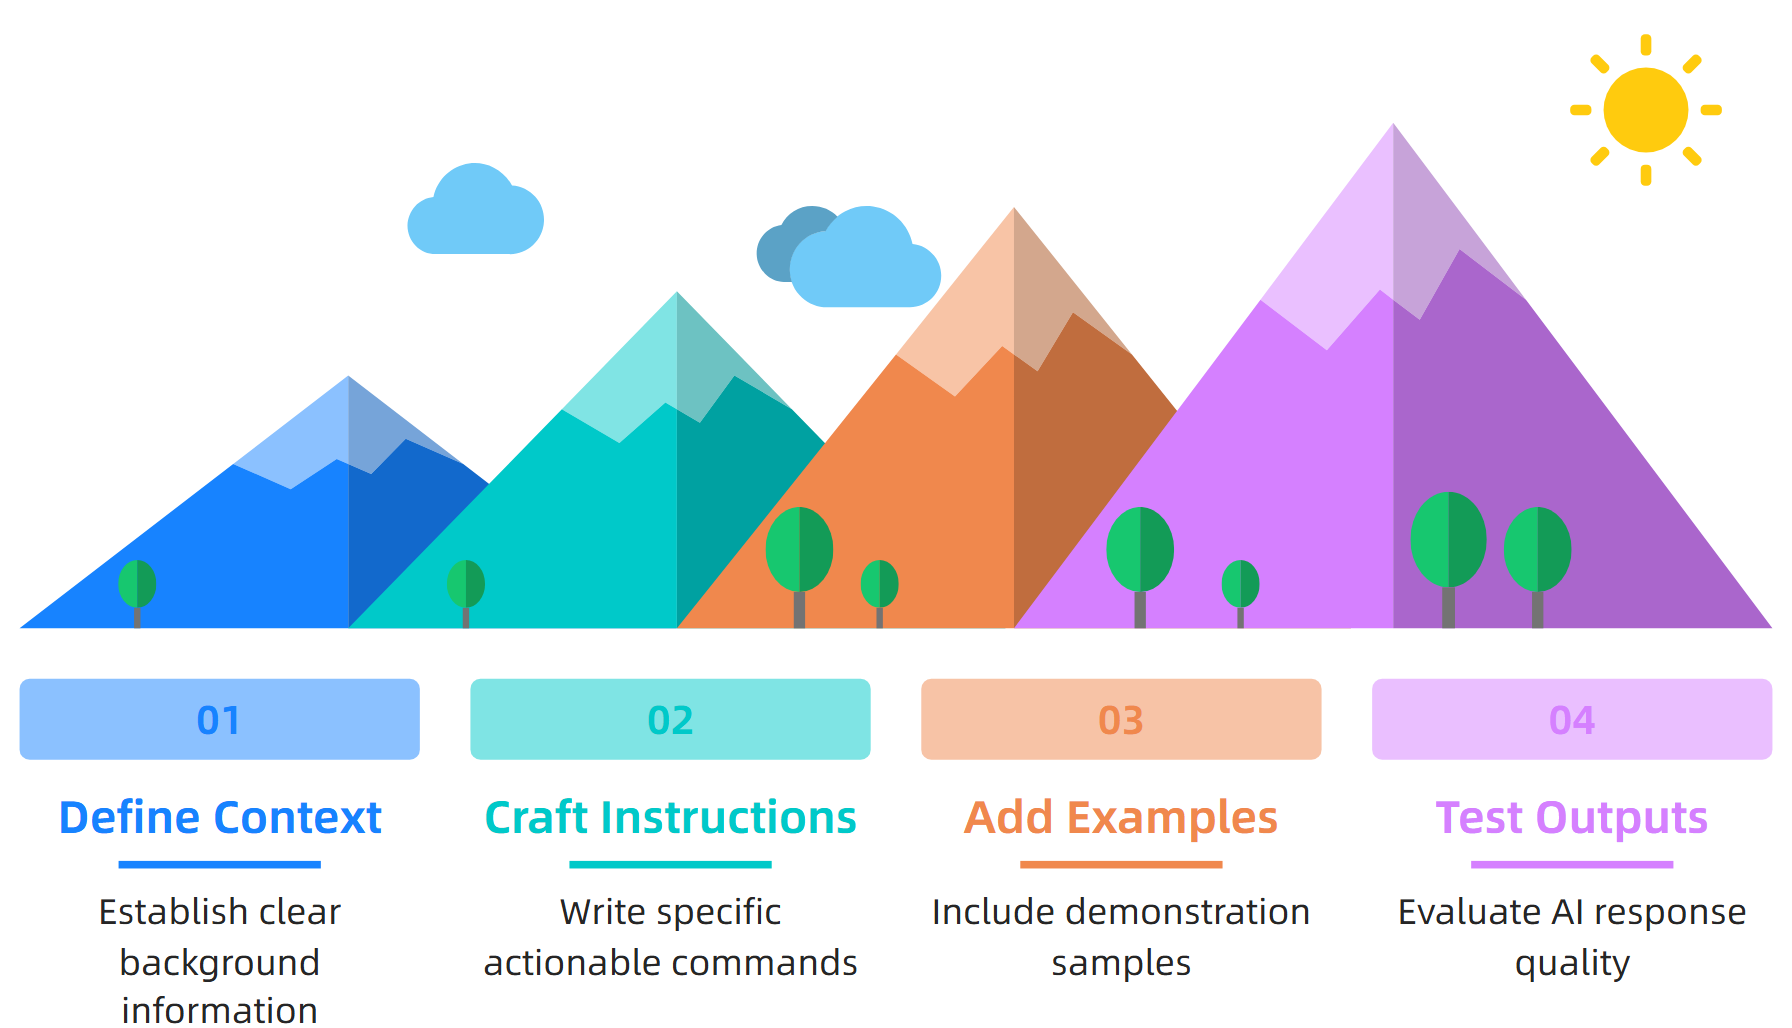 01
Define Context
Establish clear
background
information
02
Craft Instructions
Write specific
actionable commands
03
Add Examples
Include demonstration
samples
04
Test Outputs
Evaluate AI response
quality